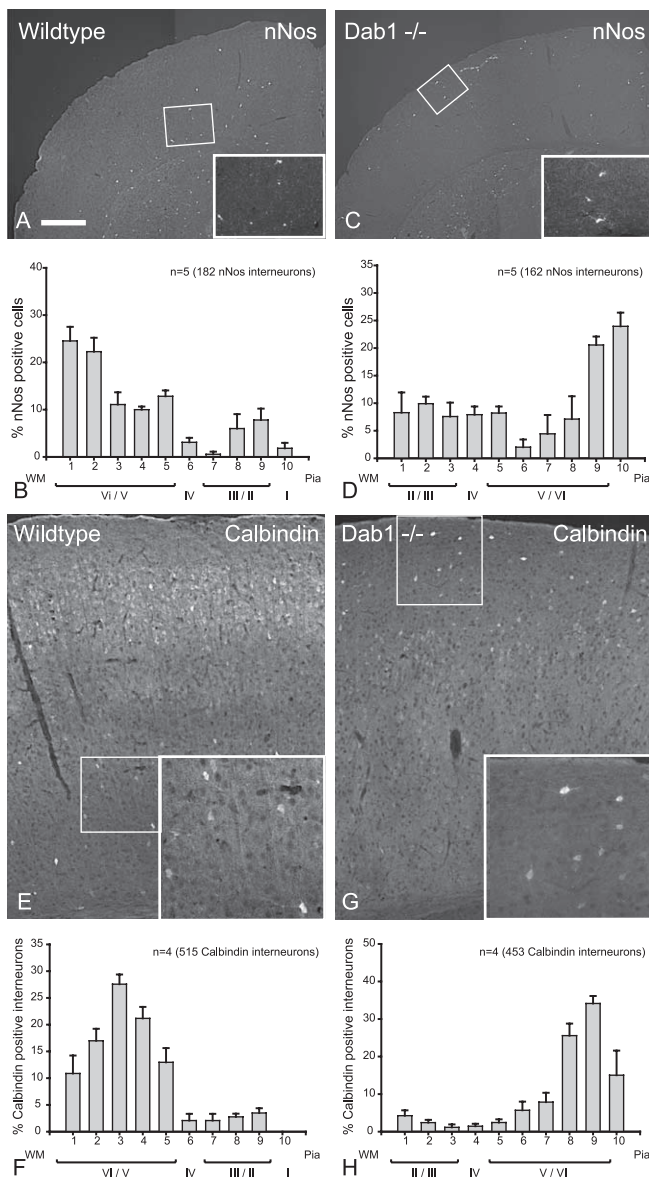 Wildtype nNos
Dab1 -/- nNos
A
C
n=5 (182 nNos interneurons)
% nNos positive cells
40
30
20
10
0
1 2 3 4 5 6 7 8 9 10
WM Pia
Vi / V IV III / II I
B
n=5 (162 nNos interneurons)
% nNos positive cells
35
30
25
20
15
10
5
0
1 2 3 4 5 6 7 8 9 10
WM Pia
II / III IV V / VI
D
Wildtype Calbindin
Dab1 -/- Calbindin
E
G
n=4 (515 Calbindin interneurons)
% Calbindin positive interneurons
35
30
25
20
15
10
5
0
1 2 3 4 5 6 7 8 9 10
WM Pia
VI / V IV III / II I
F
n=4 (453 Calbindin interneurons)
% Calbindin positive interneurons
50
40
30
20
10
0
1 2 3 4 5 6 7 8 9 10
WM Pia
II / III IV V / VI
H